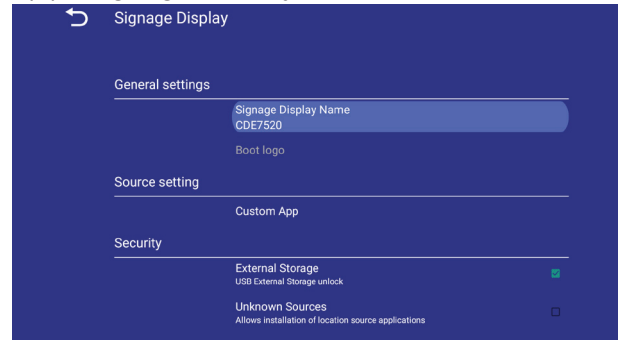 Signage Display
General settings
Signage Display Name
CDE7520
Boot logo
Source setting
Custom App
Security
External Storage
USB External Storage unlock
Unknown Sources
Allows installation of location source applications